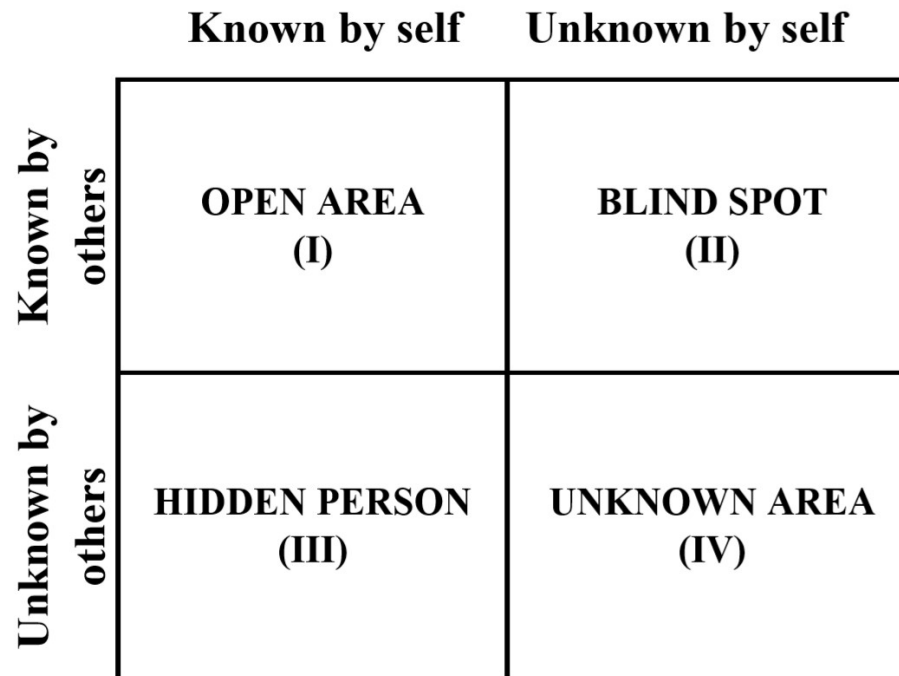 Known by self
Unknown by self
Known by
others
OPEN AREA
(I)
BLIND SPOT
(II)
Unknown by
others
HIDDEN PERSON
(III)
UNKNOWN AREA
(IV)